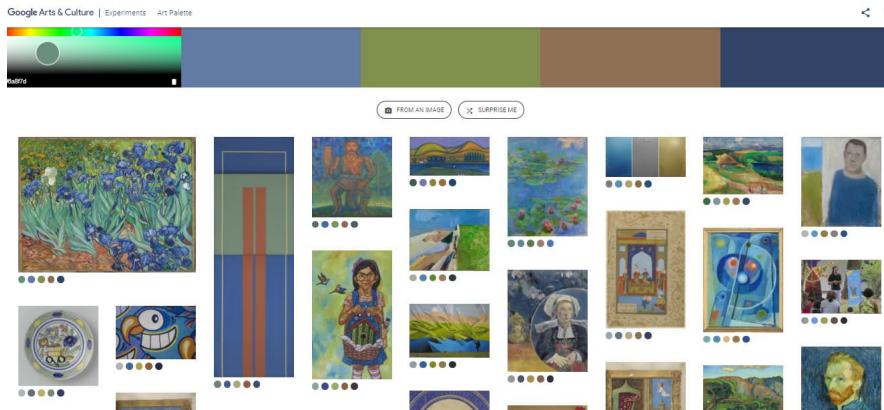 Google Arts & Culture | Experiments Art Palette
#6a8f7d
FROM AN IMAGE
SURPRISE ME